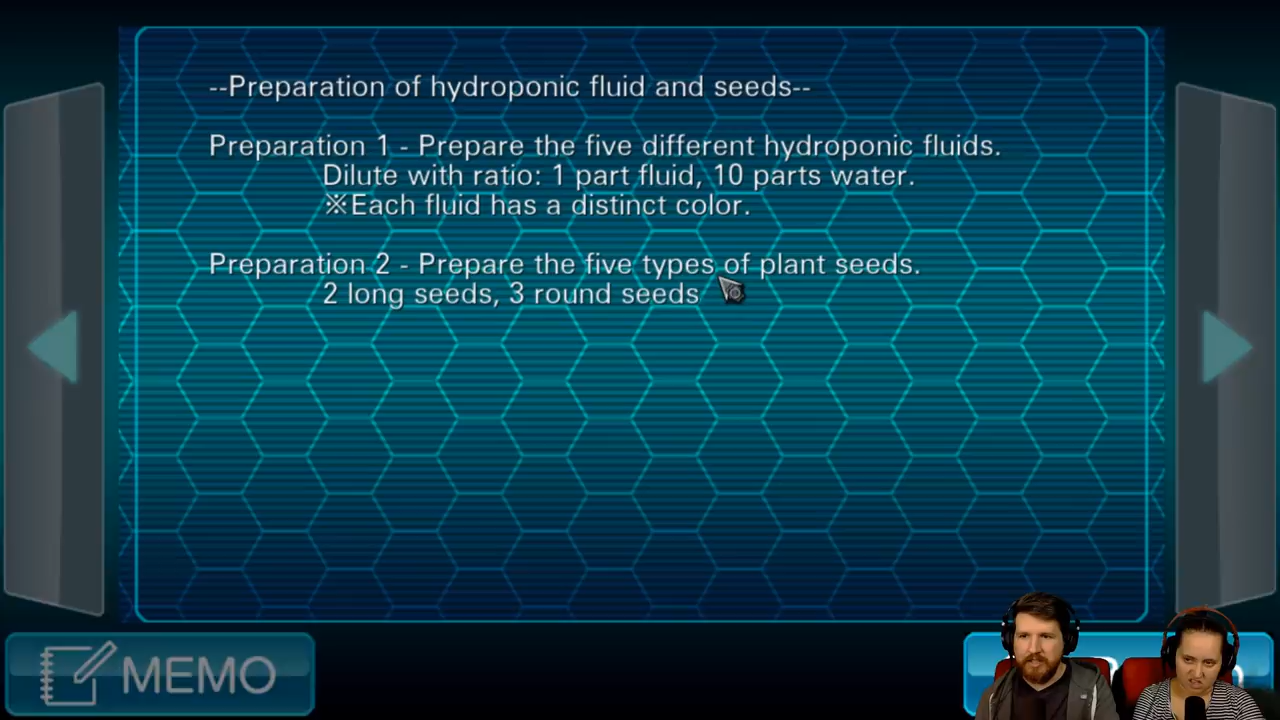 --Preparation of hydroponic fluid and seeds--
Preparation 1 - Prepare the five different hydroponic fluids.
Dilute with ratio: 1 part fluid, 10 parts water.
※Each fluid has a distinct color.
Preparation 2 - Prepare the five types of plant seeds.
2 long seeds, 3 round seeds
MEMO